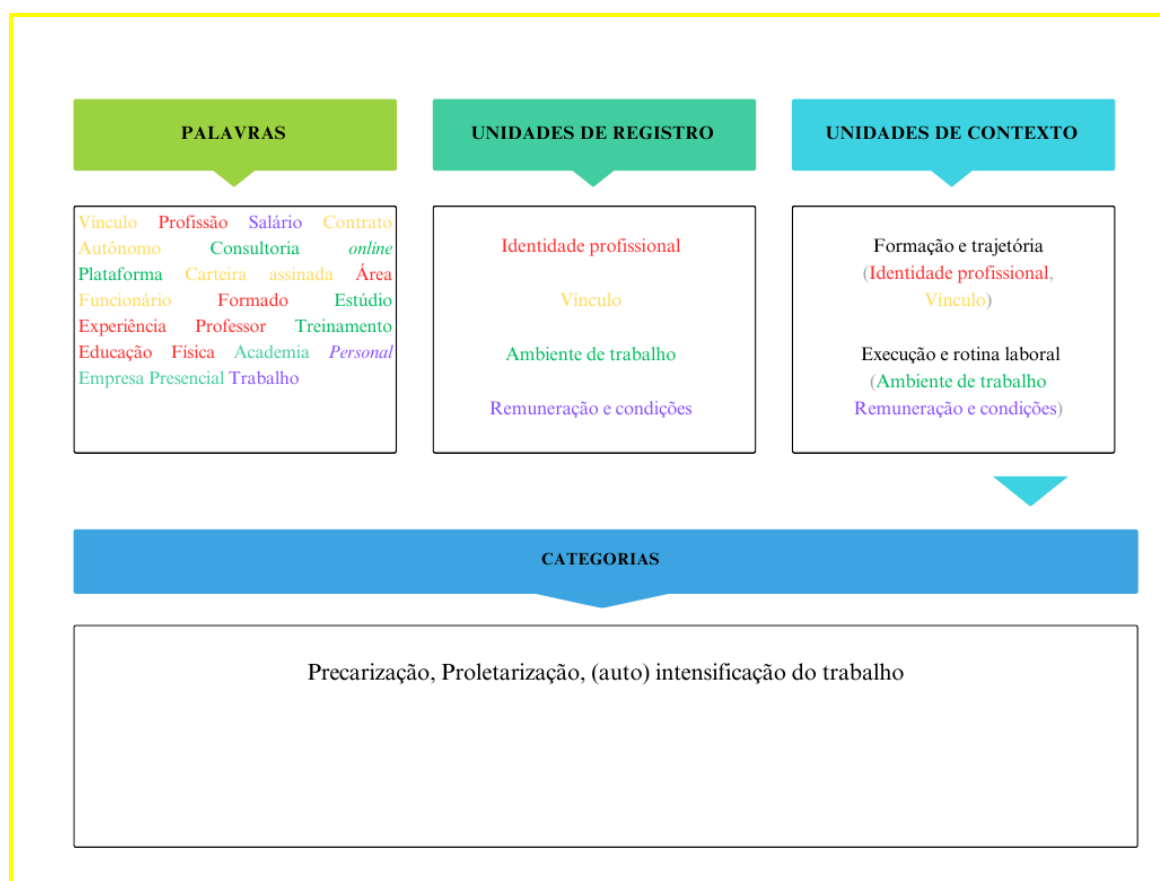 PALAVRAS
UNIDADES DE REGISTRO
UNIDADES DE CONTEXTO
Vínculo Profissão Salário Contrato
Autônomo Consultoria online
Plataforma Carteira assinada Área
Funcionário Formado Estúdio
Experiência Professor Treinamento
Educação Física Academia Personal
Empresa Presencial Trabalho
Identidade profissional
Vínculo
Ambiente de trabalho
Remuneração e condições
Formação e trajetória
(Identidade profissional,
Vínculo)
Execução e rotina laboral
(Ambiente de trabalho
Remuneração e condições)
CATEGORIAS
Precarização, Proletarização, (auto) intensificação do trabalho